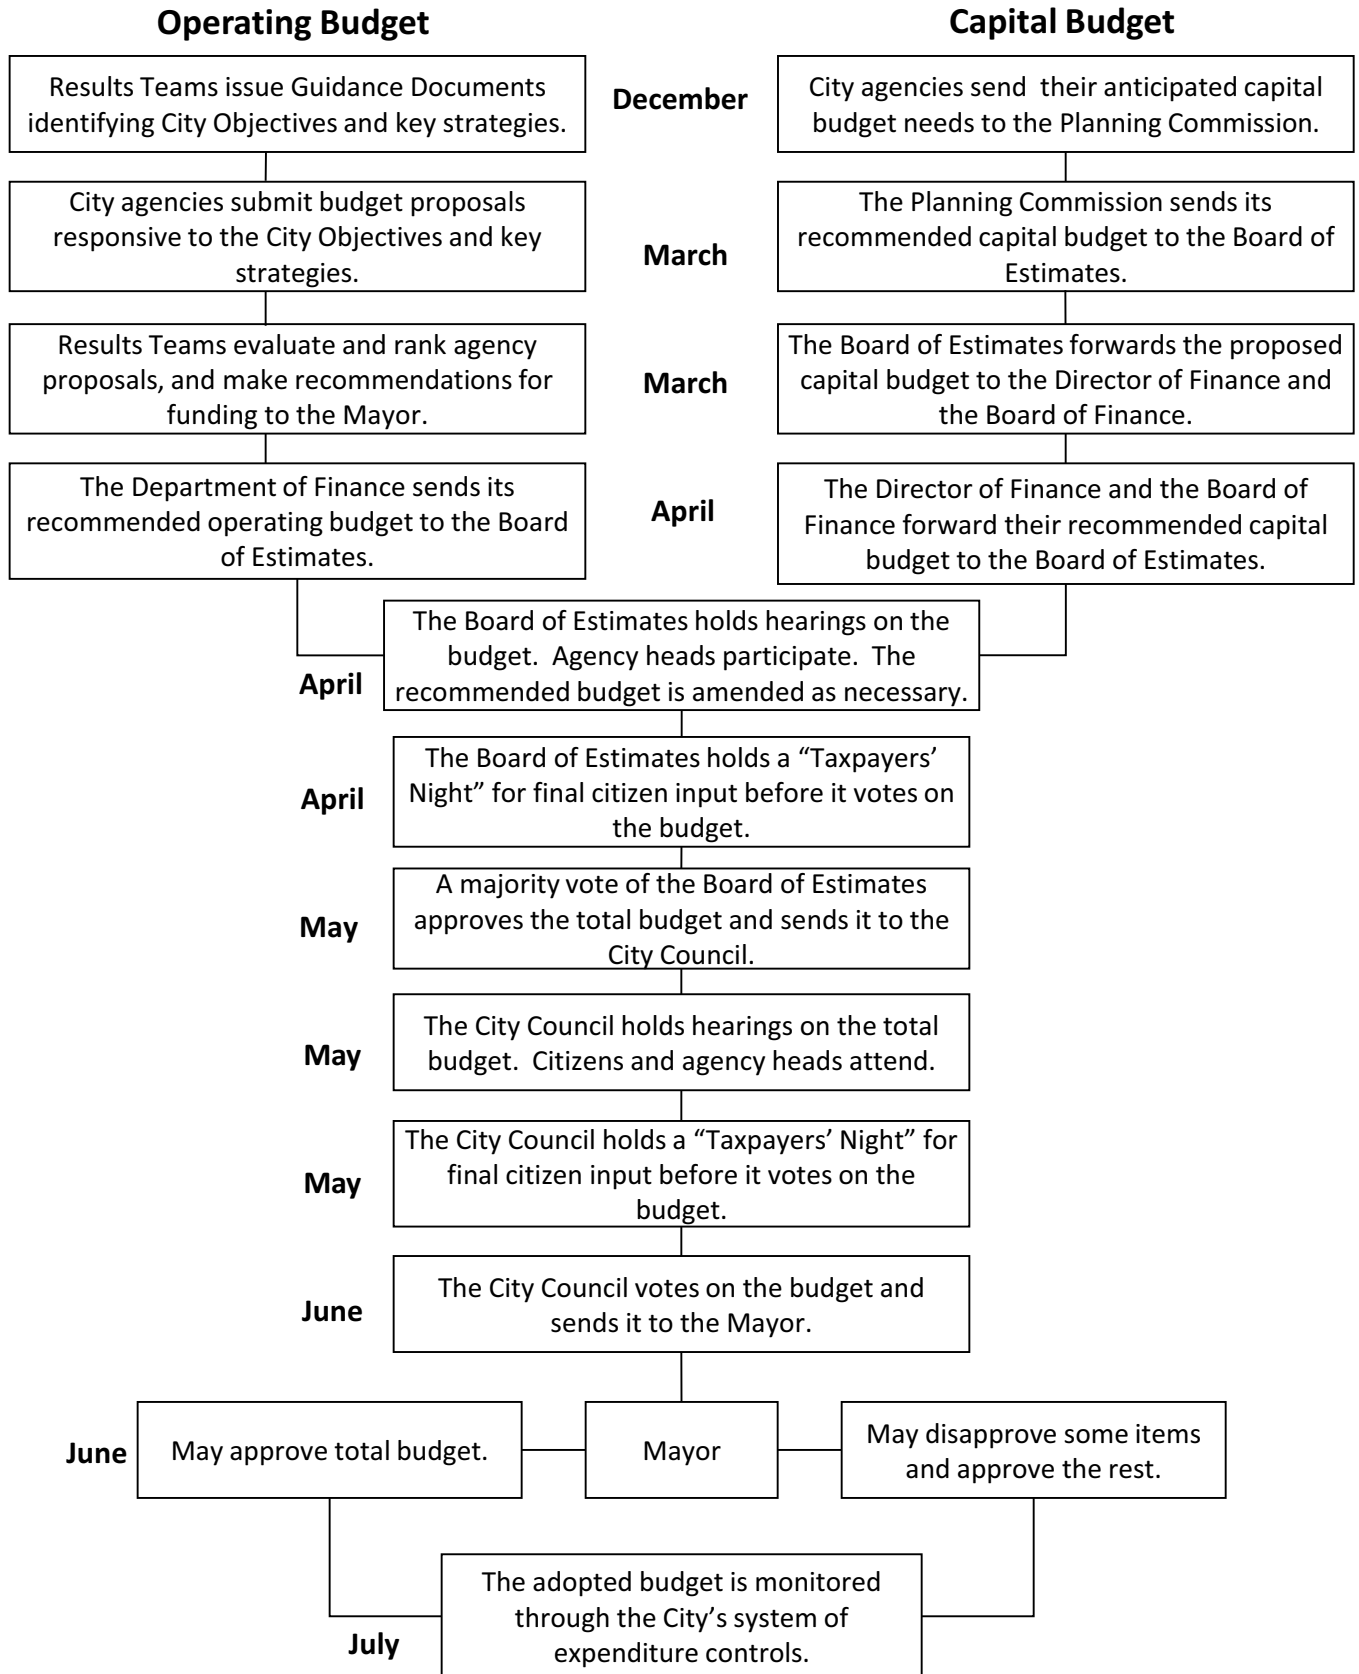 Operating Budget
Capital Budget
Results Teams issue Guidance Documents
identifying City Objectives and key strategies.
December
City agencies send  their anticipated capital
budget needs to the Planning Commission.
City agencies submit budget proposals
responsive to the City Objectives and key
strategies.
March
The Planning Commission sends its
recommended capital budget to the Board of
Estimates.
Results Teams evaluate and rank agency
proposals, and make recommendations for
funding to the Mayor.
March
The Board of Estimates forwards the proposed
capital budget to the Director of Finance and
the Board of Finance.
The Department of Finance sends its
recommended operating budget to the Board
of Estimates.
April
The Director of Finance and the Board of
Finance forward their recommended capital
budget to the Board of Estimates.
April
The Board of Estimates holds hearings on the
budget.  Agency heads participate.  The
recommended budget is amended as necessary.
April
The Board of Estimates holds a “Taxpayers’
Night” for final citizen input before it votes on
the budget.
May
A majority vote of the Board of Estimates
approves the total budget and sends it to the
City Council.
May
The City Council holds hearings on the total
budget.  Citizens and agency heads attend.
May
The City Council holds a “Taxpayers’ Night” for
final citizen input before it votes on the
budget.
June
The City Council votes on the budget and
sends it to the Mayor.
June
May approve total budget.
Mayor
May disapprove some items
and approve the rest.
July
The adopted budget is monitored
through the City’s system of
expenditure controls.